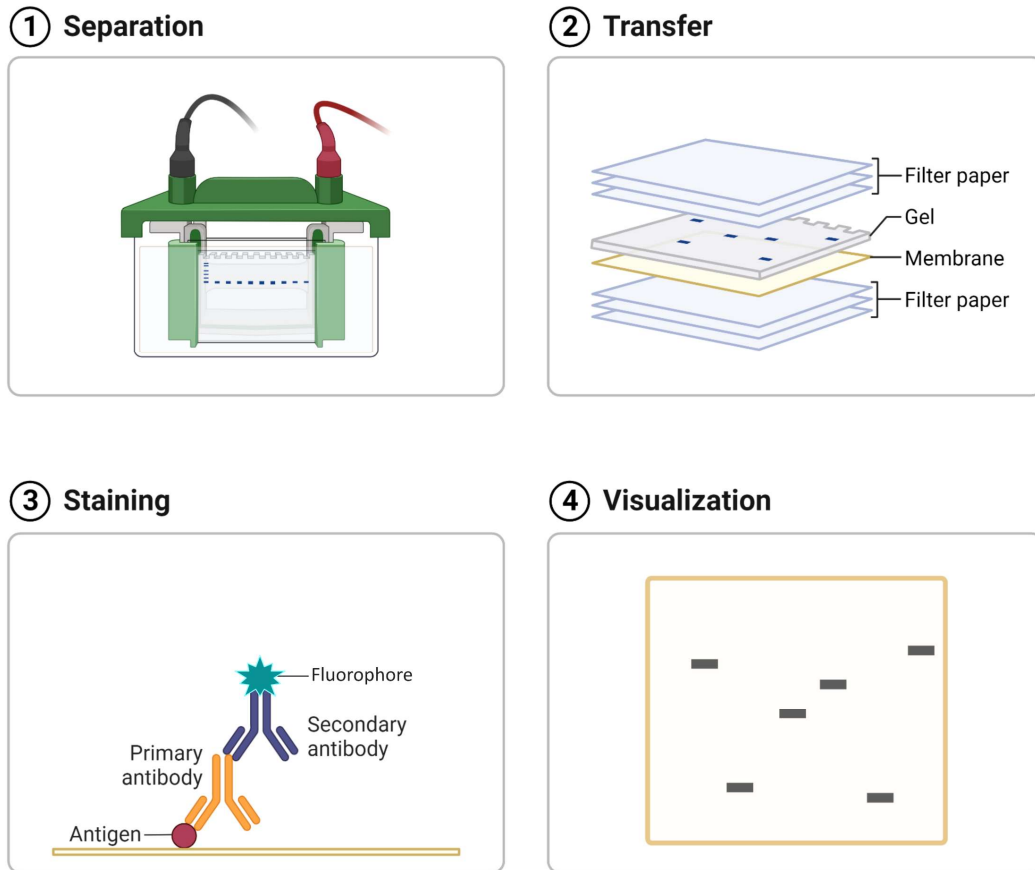 1 Separation
2 Transfer
Filter paper
Gel
Membrane
Filter paper
3 Staining
4 Visualization
Fluorophore
Secondary
antibody
Primary
antibody
Antigen